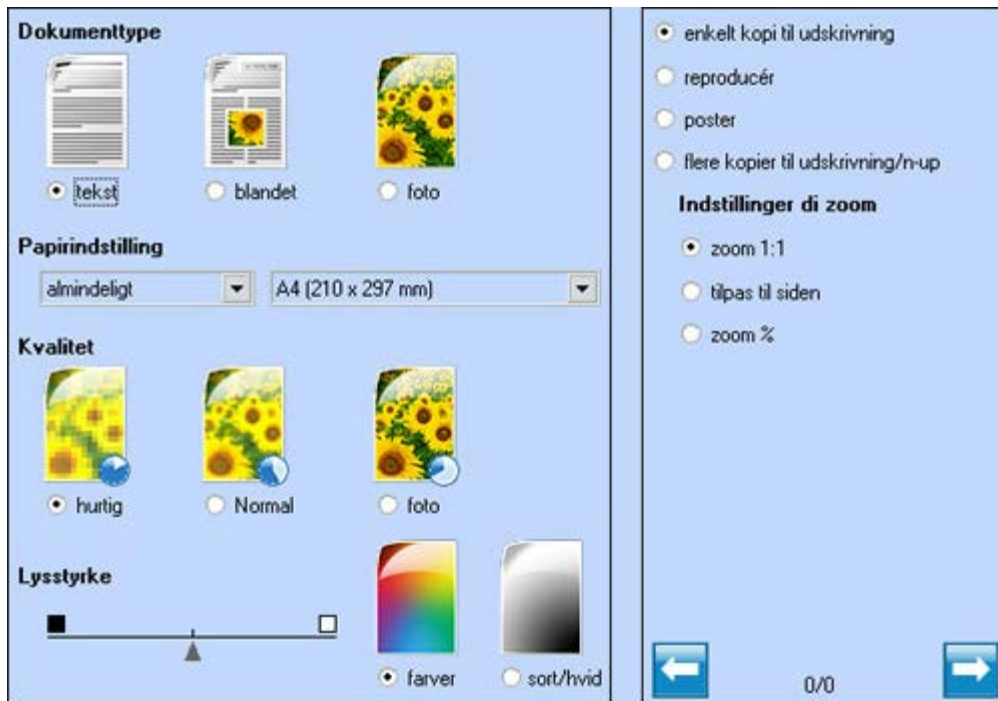 Dokumenttype
tekst blandet foto
Papirindstilling
almindeligt A4 (210 x 297 mm)
Kvalitet
hurtig Normal foto
Lysstyrke
farver sort/hvid
enkelt kopi til udskrivning
reproducér
poster
flere kopier til udskrivning/n-up
Indstillinger di zoom
zoom 1:1
tilpas til siden
zoom %
0/0